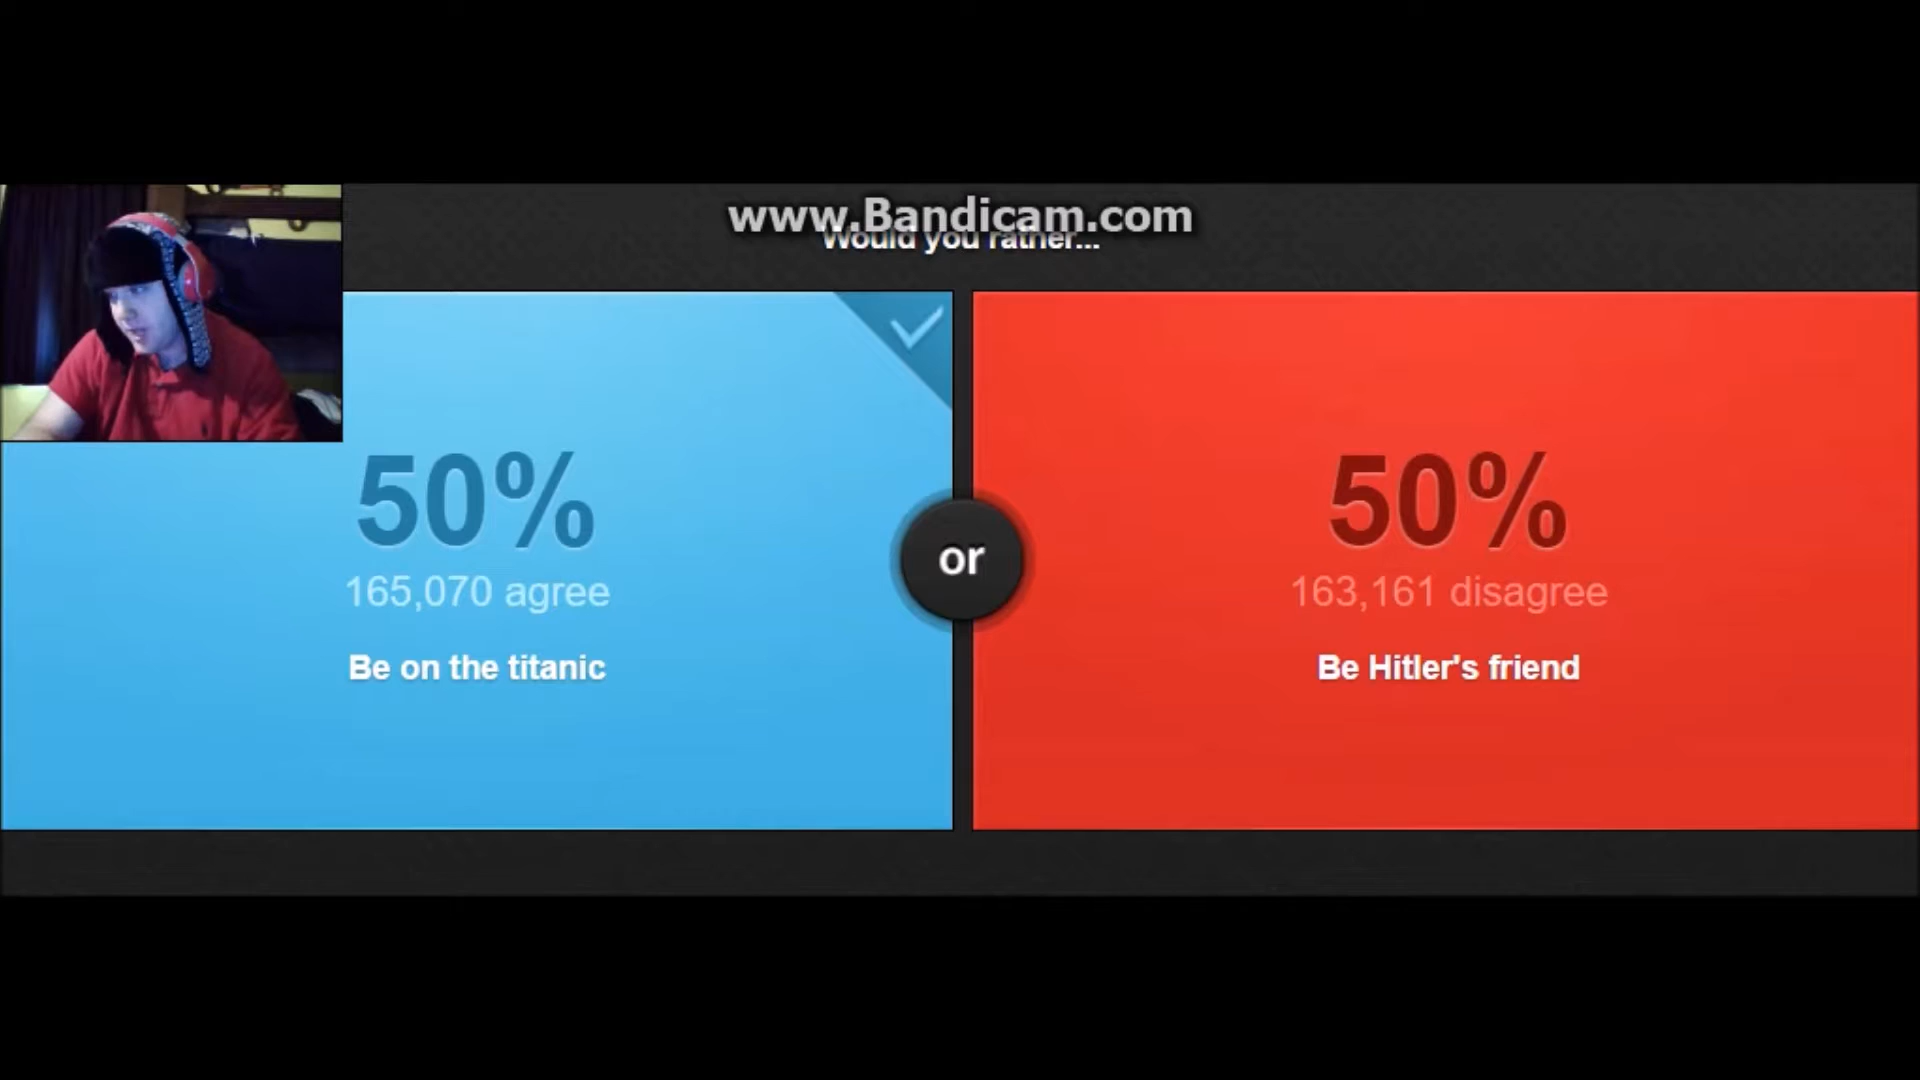 www.Bandicam.com
Would you rather...
50%
165,070 agree
Be on the titanic
or
50%
163,161 disagree
Be Hitler's friend